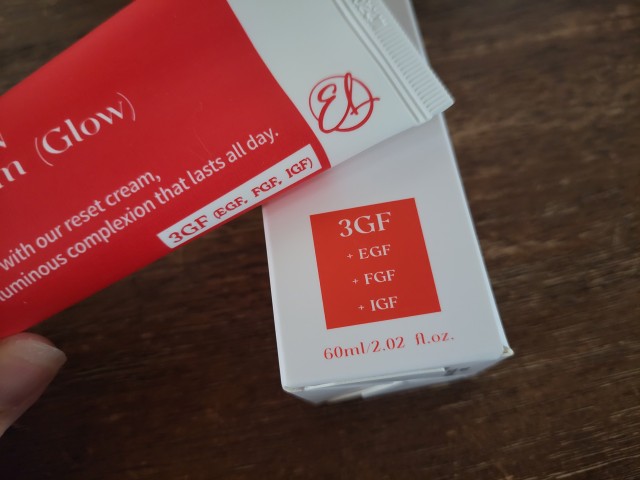 (Glow)
with our reset cream,
luminous complexion that lasts all day.
3GF (EGF, FGF, IGF)
3GF
+ EGF
+ FGF
+ IGF
60ml/2.02 fl.oz.